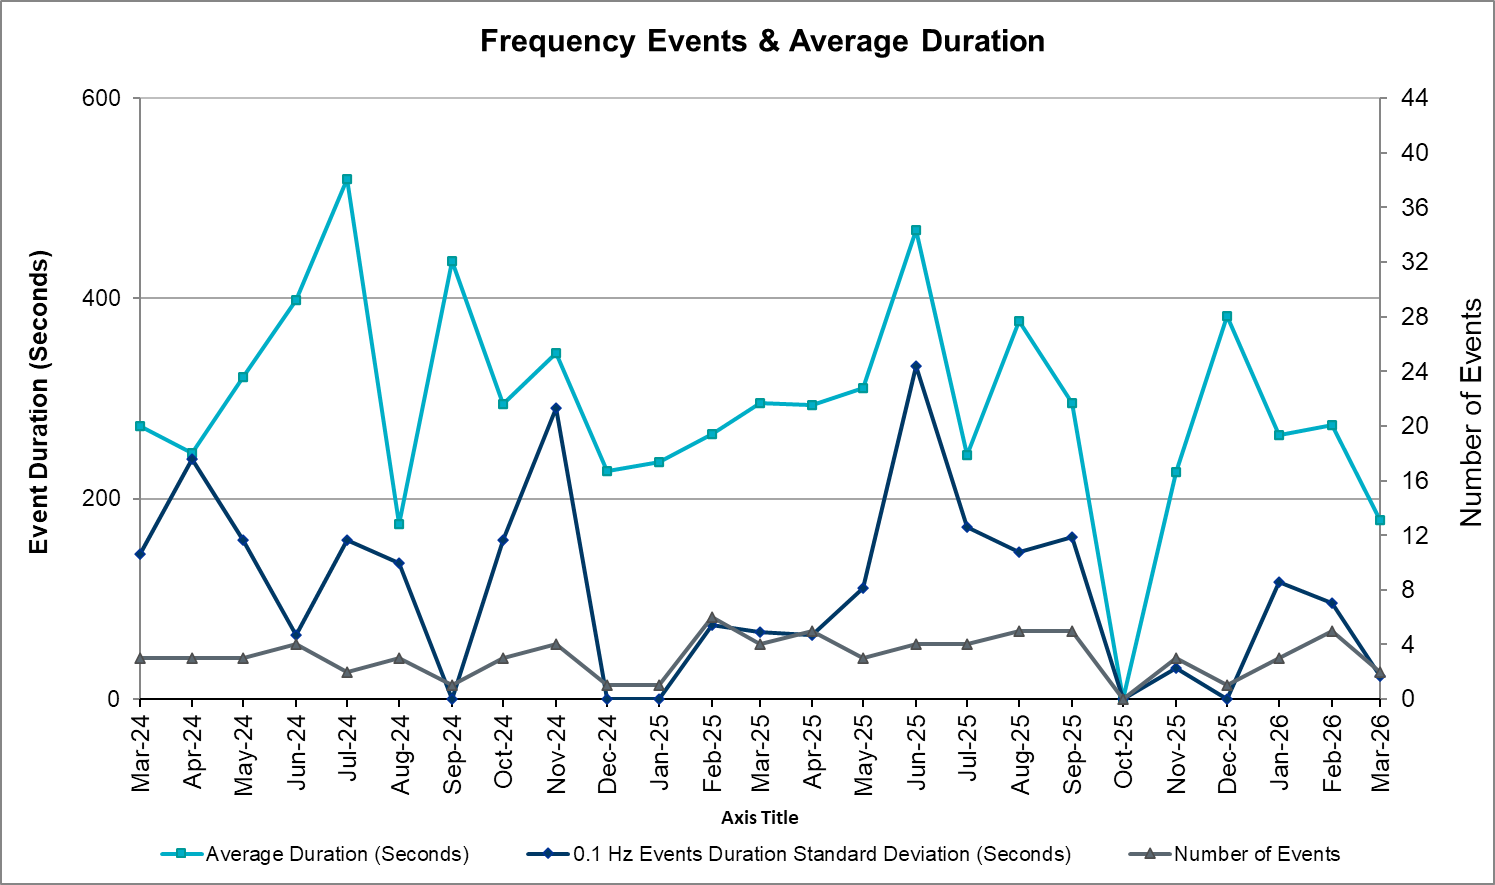 Frequency Events & Average Duration
Event Duration (Seconds)
600
400
200
0
44
40
36
32
28
24
20
16
12
8
4
0
Number of Events
Mar-24
Apr-24
May-24
Jun-24
Jul-24
Aug-24
Sep-24
Oct-24
Nov-24
Dec-24
Jan-25
Feb-25
Mar-25
Apr-25
May-25
Jun-25
Jul-25
Aug-25
Sep-25
Oct-25
Nov-25
Dec-25
Jan-26
Feb-26
Mar-26
Axis Title
Average Duration (Seconds)
0.1 Hz Events Duration Standard Deviation (Seconds)
Number of Events